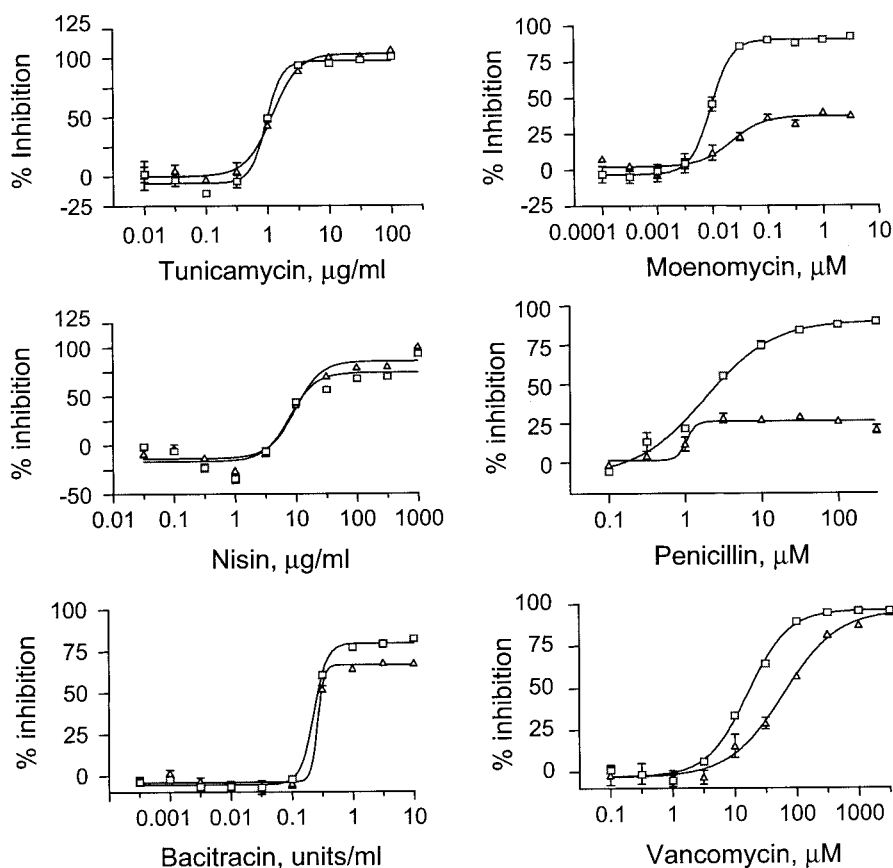 % Inhibition
125
100
50
0
-25
0.01 0.1 1 10 100
Tunicamycin, μg/ml
% Inhibition
100
75
50
25
0
-25
0.0001 0.001 0.01 0.1 1 10
Moenomycin, μM
% inhibition
125
100
50
0
-50
0.01 0.1 1 10 100 1000
Nisin, μg/ml
% inhibition
100
75
50
25
0
0.1 1 10 100
Penicillin, μM
% inhibition
100
75
50
25
0
0.001 0.01 0.1 1 10
Bacitracin, units/ml
% inhibition
100
75
50
25
0
0.1 1 10 100 1000
Vancomycin, μM